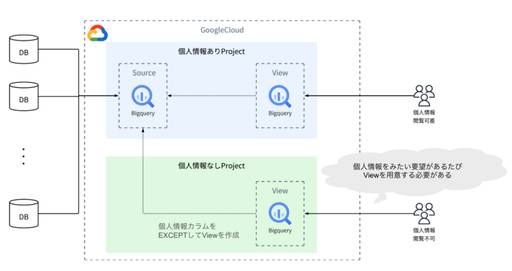 GoogleCloud
DB
DB
DB
個人情報ありProject
Source
Bigquery
View
Bigquery
個人情報
閲覧可能
個人情報なしProject
View
Bigquery
個人情報カラムを
EXCEPTしてViewを作成
個人情報をみたい要望があるたび
Viewを用意する必要がある
個人情報
閲覧不可